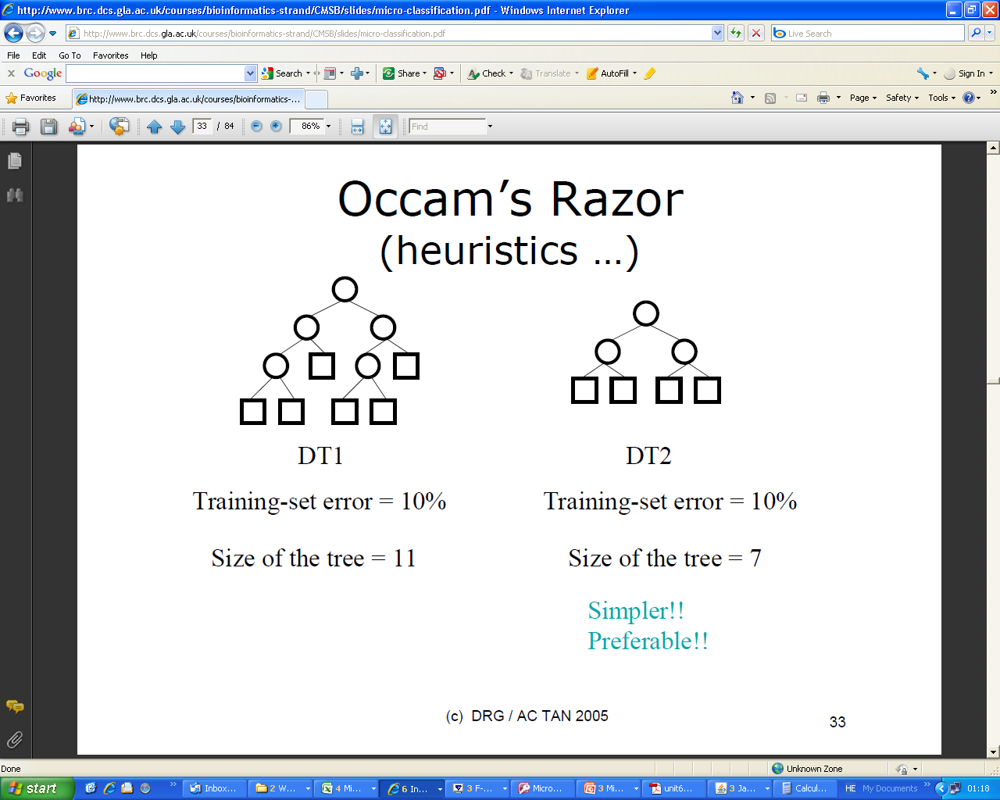 http://www.brc.dcs.gla.ac.uk/courses/bioinformatics-strand/CMSB/slides/micro-classification.pdf - Windows Internet Explorer
http://www.brc.dcs.gla.ac.uk/courses/bioinformatics-strand/CMSB/slides/micro-classification.pdf
Live Search
File Edit Go To Favorites Help
x Google Search Share Check Translate AutoFill Sign In
Favorites http://www.brc.dcs.gla.ac.uk/courses/bioinformatics-... Page Safety Tools
33 / 84 86% Find
Occam's Razor
(heuristics ...)
DT1 DT2
Training-set error = 10% Training-set error = 10%
Size of the tree = 11 Size of the tree = 7
Simpler!!
Preferable!!
(c) DRG / AC TAN 2005
33
Done Unknown Zone
start Inbox... 2 W... 4 Mi... 6 In... 3 F-... Micro... 3 Mi... unit6... 3 Ja... Calcul... HE My Documents 01:18